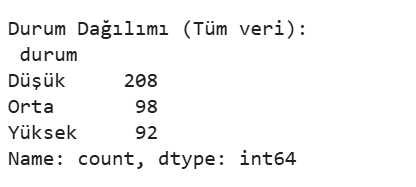 Durum Dağılımı (Tüm veri):
durum
Düşük 208
Orta 98
Yüksek 92
Name: count, dtype: int64